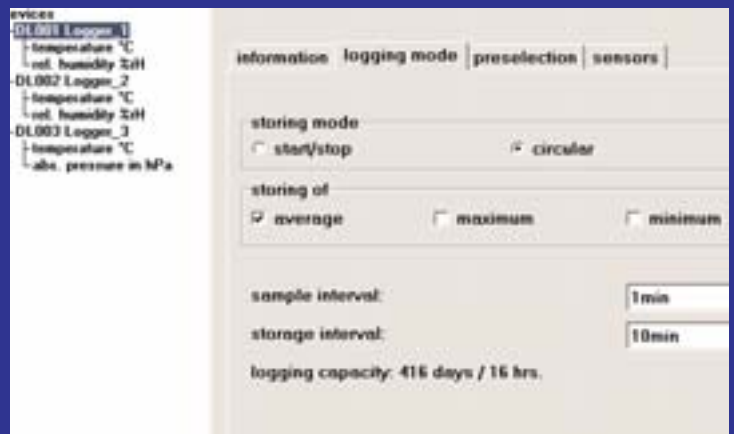 evices
DL001 Logger_1
temperature °C
rel. humidity %rH
DL002 Logger_2
temperature °C
rel. humidity %rH
DL003 Logger_3
temperature °C
abs. pressure in hPa
information logging mode preselection sensors
storing mode
start/stop circular
storing of
average maximum minimum
sample interval: 1min
storage interval: 10min
logging capacity: 416 days / 16 hrs.